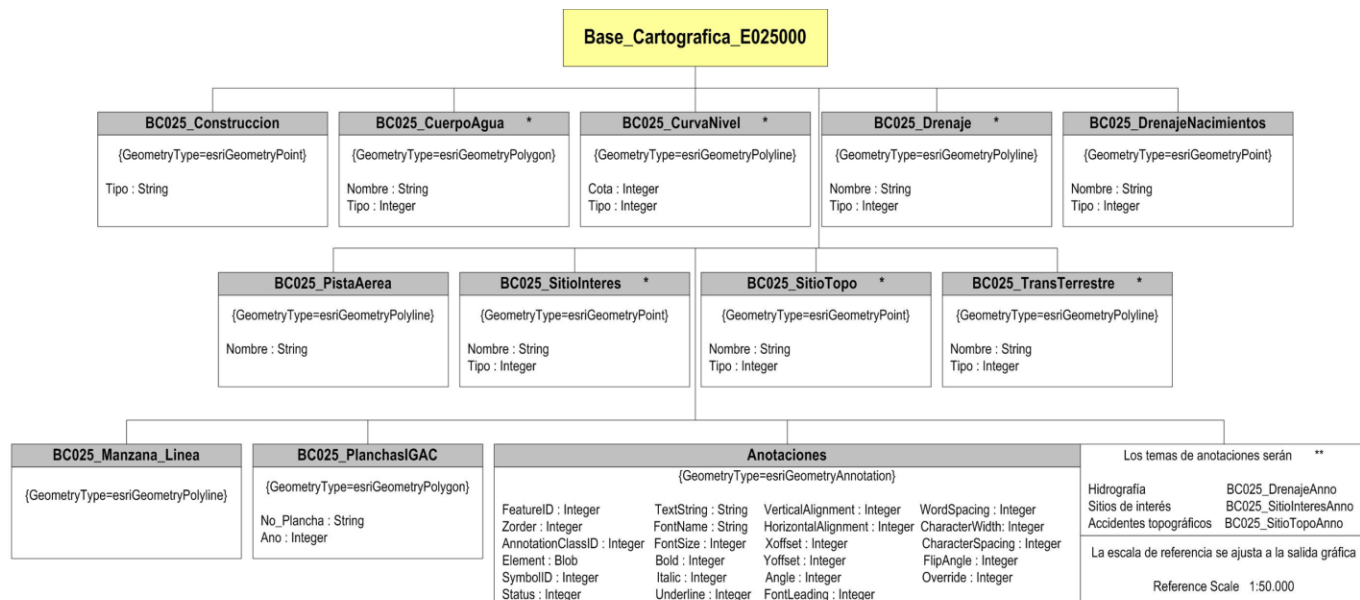 Base_Cartografica_E025000
BC025_Construccion
{GeometryType=esriGeometryPoint}
Tipo : String
BC025_CuerpoAgua *
{GeometryType=esriGeometryPolygon}
Nombre : String
Tipo : Integer
BC025_CurvaNivel *
{GeometryType=esriGeometryPolyline}
Cota : Integer
Tipo : Integer
BC025_Drenaje *
{GeometryType=esriGeometryPolyline}
Nombre : String
Tipo : Integer
BC025_DrenajeNacimientos
{GeometryType=esriGeometryPoint}
Nombre : String
Tipo : Integer
BC025_PistaAerea
{GeometryType=esriGeometryPolyline}
Nombre : String
BC025_SitioInteres *
{GeometryType=esriGeometryPoint}
Nombre : String
Tipo : Integer
BC025_SitioTopo *
{GeometryType=esriGeometryPoint}
Nombre : String
Tipo : Integer
BC025_TransTerrestre *
{GeometryType=esriGeometryPolyline}
Nombre : String
Tipo : Integer
BC025_Manzana_Linea
{GeometryType=esriGeometryPolyline}
BC025_PlanchasIGAC
{GeometryType=esriGeometryPolygon}
No_Plancha : String
Ano : Integer
Anotaciones
{GeometryType=esriGeometryAnnotation}
FeatureID : Integer
Zorder : Integer
AnnotationClassID : Integer
Element : Blob
SymbolID : Integer
Status : Integer
TextString : String
FontName : String
FontSize : Integer
Bold : Integer
Italic : Integer
Underline : Integer
VerticalAlignment : Integer
HorizontalAlignment : Integer
Xoffset : Integer
Yoffset : Integer
Angle : Integer
FontLeading : Integer
WordSpacing : Integer
CharacterWidth: Integer
CharacterSpacing : Integer
FlipAngle : Integer
Override : Integer
Los temas de anotaciones serán **
Hidrografía BC025_DrenajeAnno
Sitios de interés BC025_SitioInteresAnno
Accidentes topográficos BC025_SitioTopoAnno
La escala de referencia se ajusta a la salida gráfica
Reference Scale 1:50.000